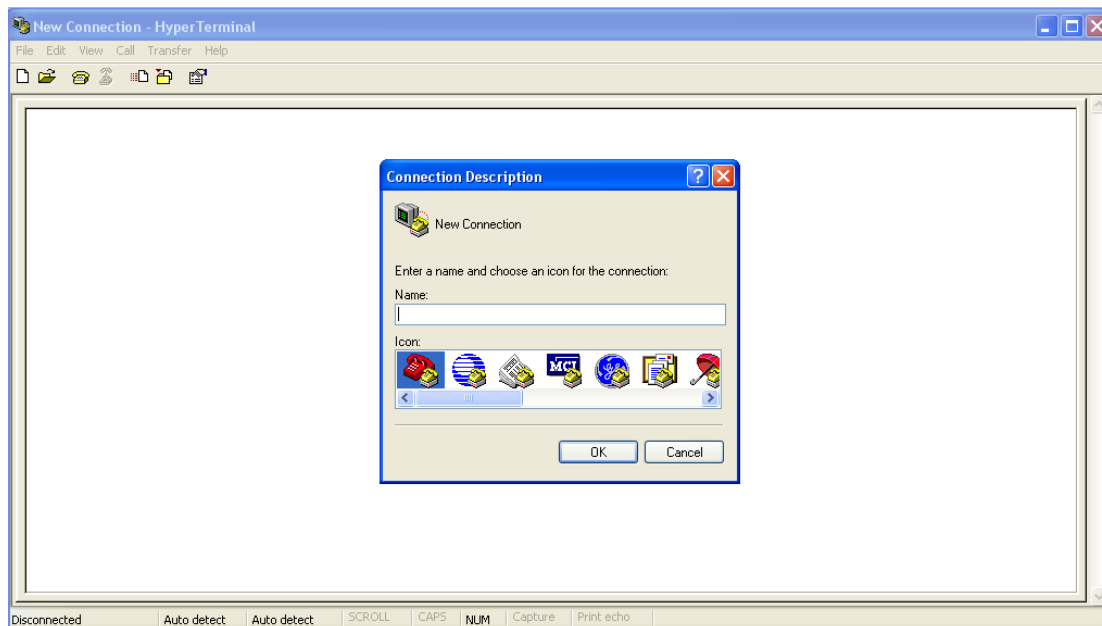 New Connection - HyperTerminal
File Edit View Call Transfer Help
Connection Description
New Connection
Enter a name and choose an icon for the connection:
Name:
Icon:
MCI
OK Cancel
Disconnected Auto detect Auto detect SCROLL CAPS NUM Capture Print echo